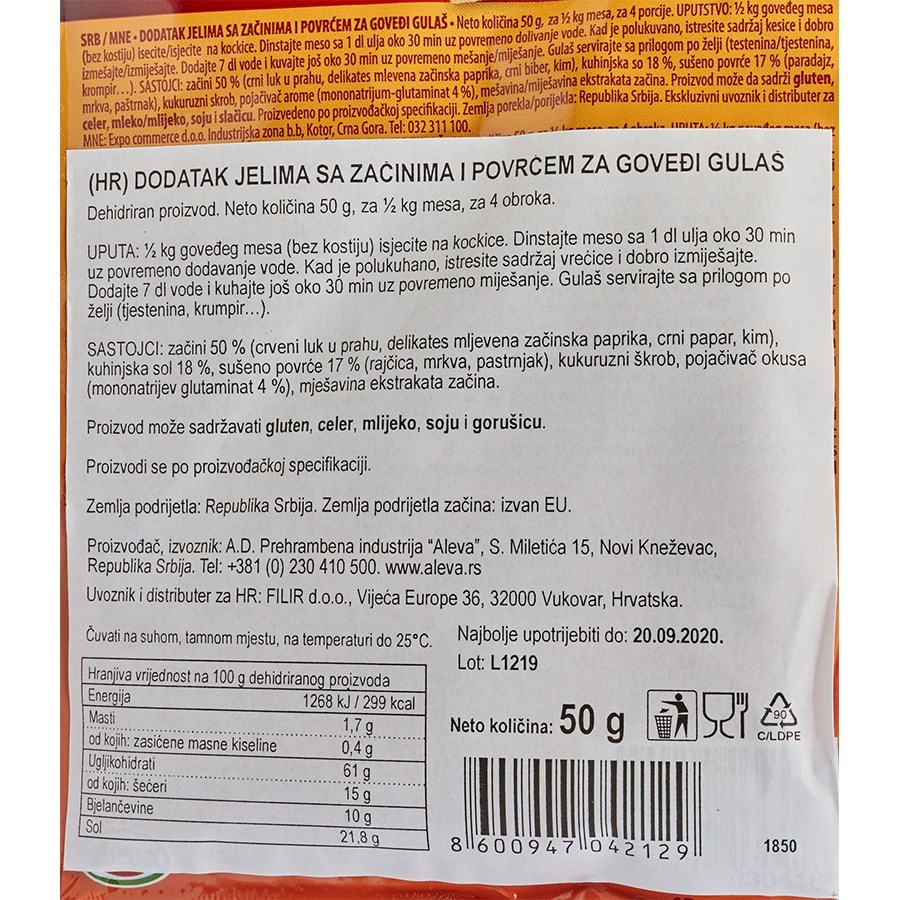 SRB / MNE • DODATAK JELIMA SA ZAČINIMA I POVRĆEM ZA GOVEĐI GULAŠ • Neto količina 50 g, za ½ kg mesa, za 4 porcije. UPUTSTVO: ½ kg goveđeg mesa
(bez kostiju) isecite/isjecite na kockice. Dinstajte meso sa 1 dl ulja oko 30 min uz povremeno dolivanje vode. Kad je polukuvano, istresite sadržaj kesice i dobro
izmešajte/izmiješajte. Dodajte 7 dl vode i kuvajte još oko 30 min uz povremeno mešanje/miješanje. Gulaš servirajte sa prilogom po želji (testenina/tjestenina,
krompir...). SASTOJCI: začini 50 % (crni luk u prahu, delikates mlevena začinska paprika, crni biber, kim), kuhinjska so 18 %, sušeno povrće 17 % (paradajz,
mrkva, paštrnak), kukuruzni skrob, pojačivač arome (mononatrijum-glutaminat 4 %), mešavina/mješavina ekstrakata začina. Proizvod može da sadrži gluten,
celer, mleko/mlijeko, soju i slačicu. Proizvedeno po proizvođačkoj specifikaciji. Zemlja porekla/porijekla: Republika Srbija. Ekskluzivni uvoznik i distributer za
MNE: Expo commerce d.o.o. Industrijska zona b.b, Kotor, Crna Gora. Tel: 032 311 100.
(HR) DODATAK JELIMA SA ZAČINIMA I POVRĆEM ZA GOVEĐI GULAŠ
Dehidriran proizvod. Neto količina 50 g, za ½ kg mesa, za 4 obroka.
UPUTA: ½ kg goveđeg mesa (bez kostiju) isjecite na kockice. Dinstajte meso sa 1 dl ulja oko 30 min
uz povremeno dodavanje vode. Kad je polukuhano, istresite sadržaj vrećice i dobro izmiješajte.
Dodajte 7 dl vode i kuhajte još oko 30 min uz povremeno miješanje. Gulaš servirajte sa prilogom po
želji (tjestenina, krumpir...).
SASTOJCI: začini 50 % (crveni luk u prahu, delikates mljevena začinska paprika, crni papar, kim),
kuhinjska sol 18 %, sušeno povrće 17 % (rajčica, mrkva, pastrnjak), kukuruzni škrob, pojačivač okusa
(mononatrijev glutaminat 4 %), mješavina ekstrakata začina.
Proizvod može sadržavati gluten, celer, mlijeko, soju i gorušicu.
Proizvodi se po proizvođačkoj specifikaciji.
Zemlja podrijetla: Republika Srbija. Zemlja podrijetla začina: izvan EU.
Proizvođač, izvoznik: A.D. Prehrambena industrija “Aleva”, S. Miletića 15, Novi Kneževac,
Republika Srbija. Tel: +381 (0) 230 410 500. www.aleva.rs
Uvoznik i distributer za HR: FILIR d.o.o., Vijeća Europe 36, 32000 Vukovar, Hrvatska.
Čuvati na suhom, tamnom mjestu, na temperaturi do 25°C.
Najbolje upotrijebiti do: 20.09.2020.
Lot: L1219
Hranjiva vrijednost na 100 g dehidriranog proizvoda
Energija 1268 kJ / 299 kcal
Masti 1,7 g
od kojih: zasićene masne kiseline 0,4 g
Ugljikohidrati 61 g
od kojih: šećeri 15 g
Bjelančevine 10 g
Sol 21,8 g
Neto količina: 50 g
90
C/LDPE
8 600947 042129
1850